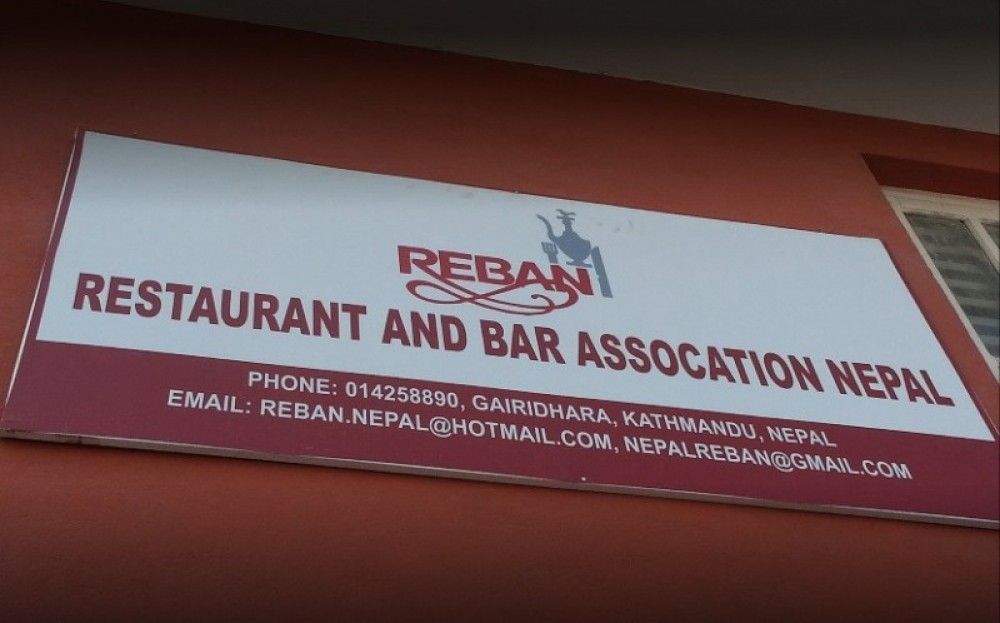 REBAN
RESTAURANT AND BAR ASSOCATION NEPAL
PHONE: 014258890, GAIRIDHARA, KATHMANDU, NEPAL
EMAIL: REBAN.NEPAL@HOTMAIL.COM, NEPALREBAN@GMAIL.COM